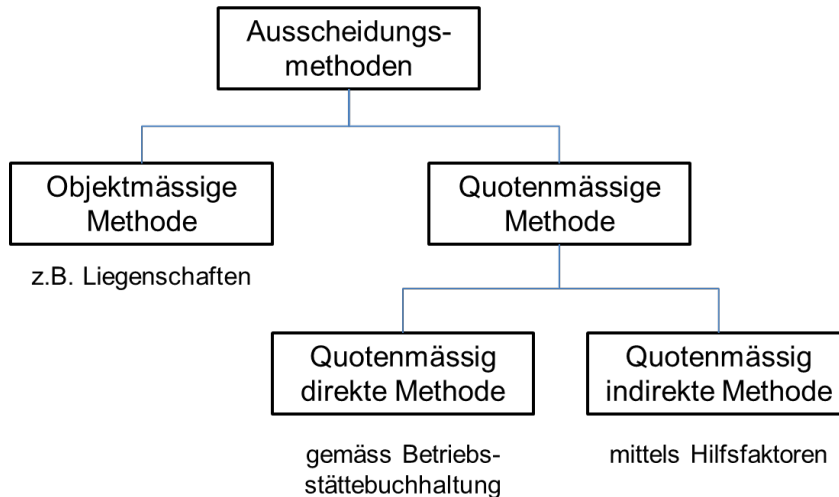 Ausscheidungs-
methoden
Objektmässige
Methode
Quotenmässige
Methode
z.B. Liegenschaften
Quotenmässig
direkte Methode
Quotenmässig
indirekte Methode
gemäss Betriebs-
stättebuchhaltung
mittels Hilfsfaktoren